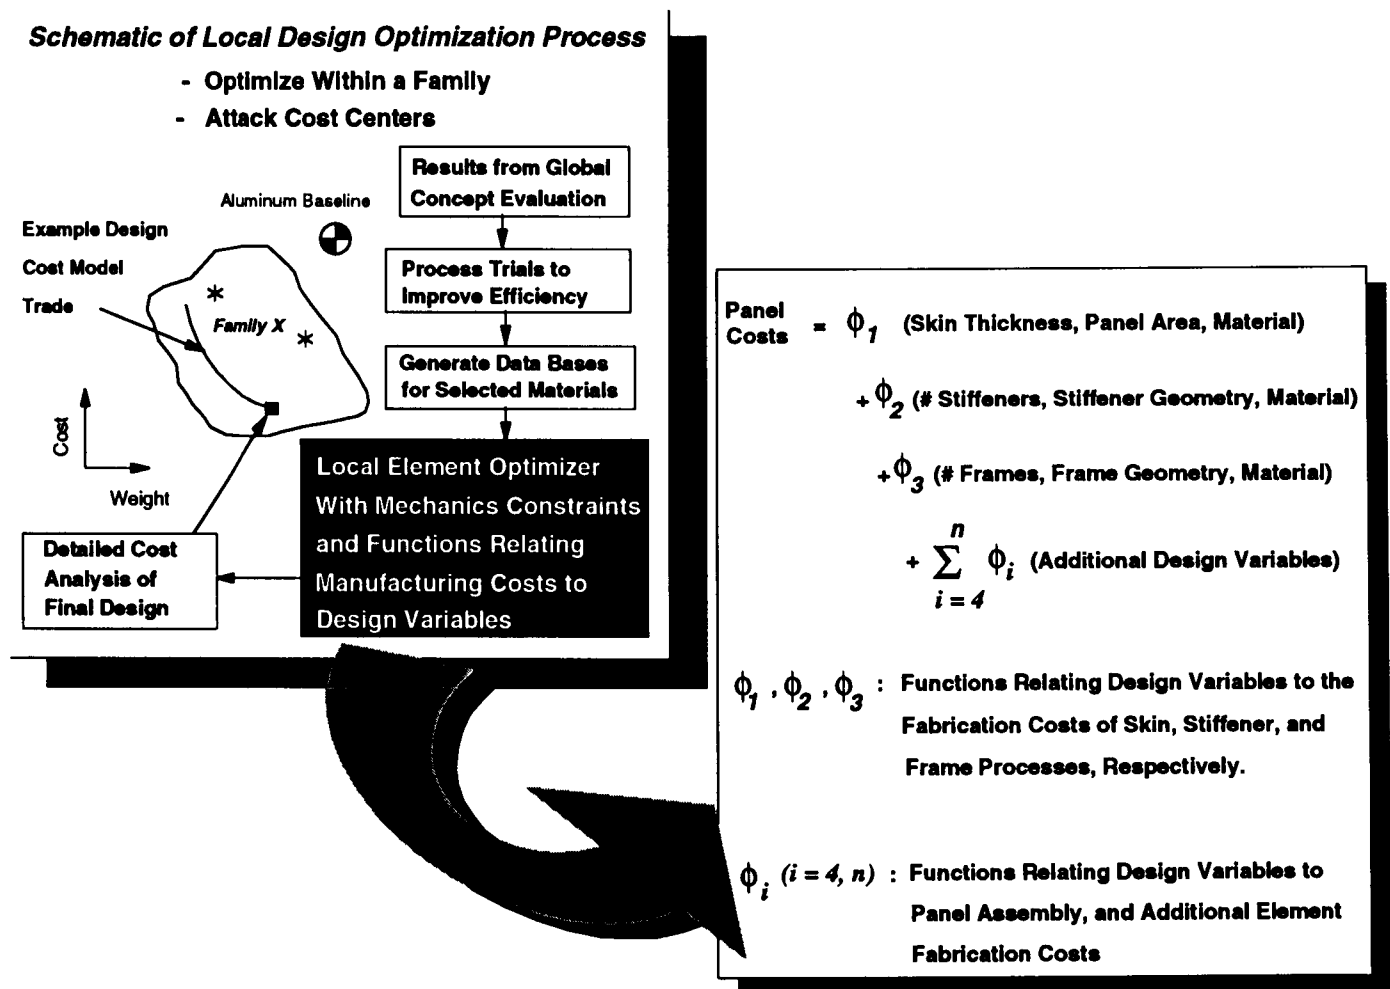 Schematic of Local Design Optimization Process
- Optimize Within a Family
- Attack Cost Centers
Results from Global
Concept Evaluation
Aluminum Baseline
Example Design
Cost Model
Trade
Process Trials to
Improve Efficiency
Family X
Generate Data Bases
for Selected Materials
Cost
Weight
Local Element Optimizer
With Mechanics Constraints
and Functions Relating
Manufacturing Costs to
Design Variables
Detailed Cost
Analysis of
Final Design
Panel
Costs = ϕ1 (Skin Thickness, Panel Area, Material)
+ ϕ2 (# Stiffeners, Stiffener Geometry, Material)
+ ϕ3 (# Frames, Frame Geometry, Material)
n
+ ∑ ϕi (Additional Design Variables)
i = 4
ϕ1 , ϕ2 , ϕ3 : Functions Relating Design Variables to the
Fabrication Costs of Skin, Stiffener, and
Frame Processes, Respectively.
ϕi (i = 4, n) : Functions Relating Design Variables to
Panel Assembly, and Additional Element
Fabrication Costs